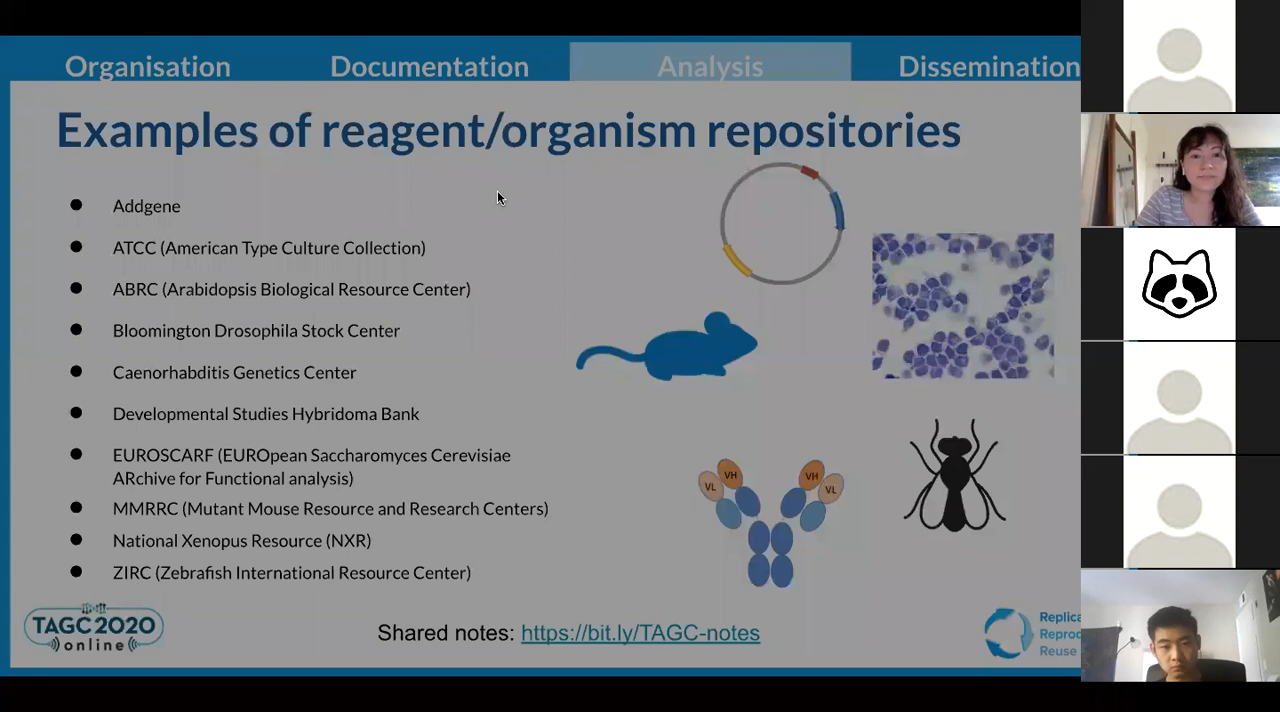 Organisation Documentation Analysis Dissemination
Examples of reagent/organism repositories
Addgene
ATCC (American Type Culture Collection)
ABRC (Arabidopsis Biological Resource Center)
Bloomington Drosophila Stock Center
Caenorhabditis Genetics Center
Developmental Studies Hybridoma Bank
EUROSCARF (EUROpean Saccharomyces Cerevisiae
ARchive for Functional analysis)
MMRRC (Mutant Mouse Resource and Research Centers)
National Xenopus Resource (NXR)
ZIRC (Zebrafish International Resource Center)
VH
VL
VH
VL
TAGC 2020
online
Shared notes: https://bit.ly/TAGC-notes
Replica
Reprod
Reuse